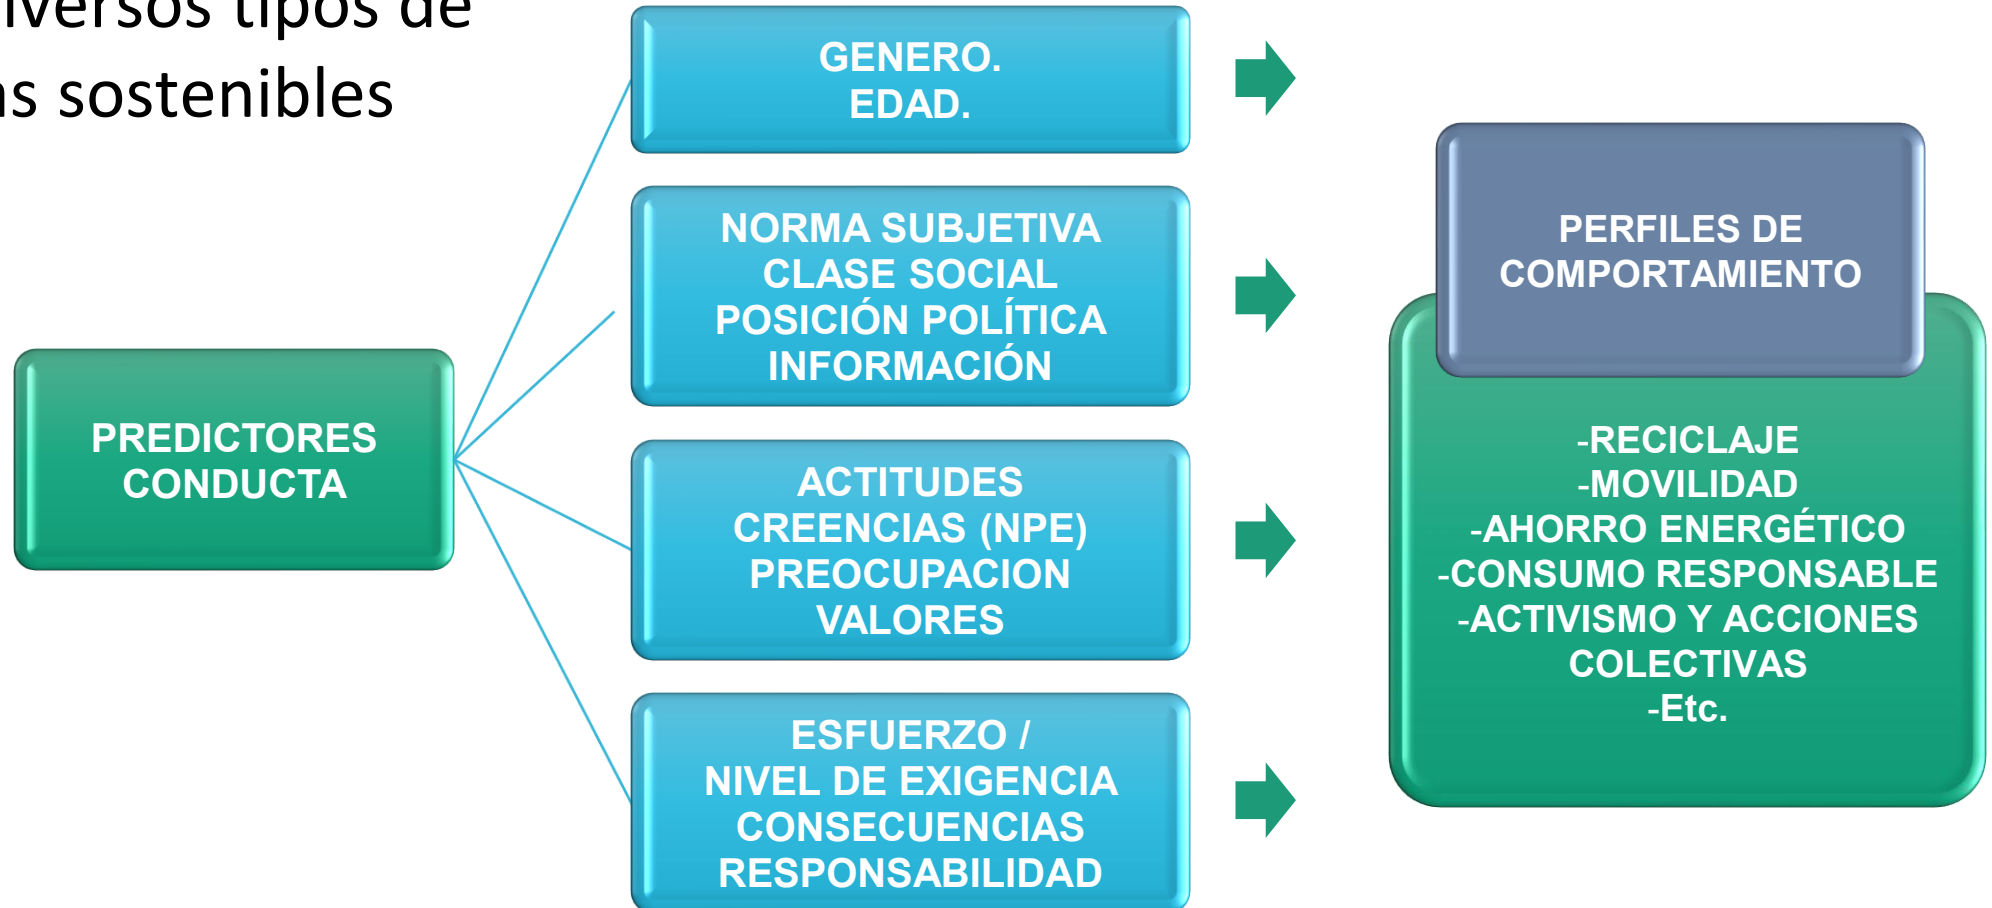 tipos de
sostenibles
GENERO.
EDAD.
NORMA SUBJETIVA
CLASE SOCIAL
POSICIÓN POLÍTICA
INFORMACIÓN
PREDICTORES
CONDUCTA
ACTITUDES
CREENCIAS (NPE)
PREOCUPACION
VALORES
ESFUERZO /
NIVEL DE EXIGENCIA
CONSECUENCIAS
RESPONSABILIDAD
PERFILES DE
COMPORTAMIENTO
-RECICLAJE
-MOVILIDAD
-AHORRO ENERGÉTICO
-CONSUMO RESPONSABLE
-ACTIVISMO Y ACCIONES
COLECTIVAS
-Etc.